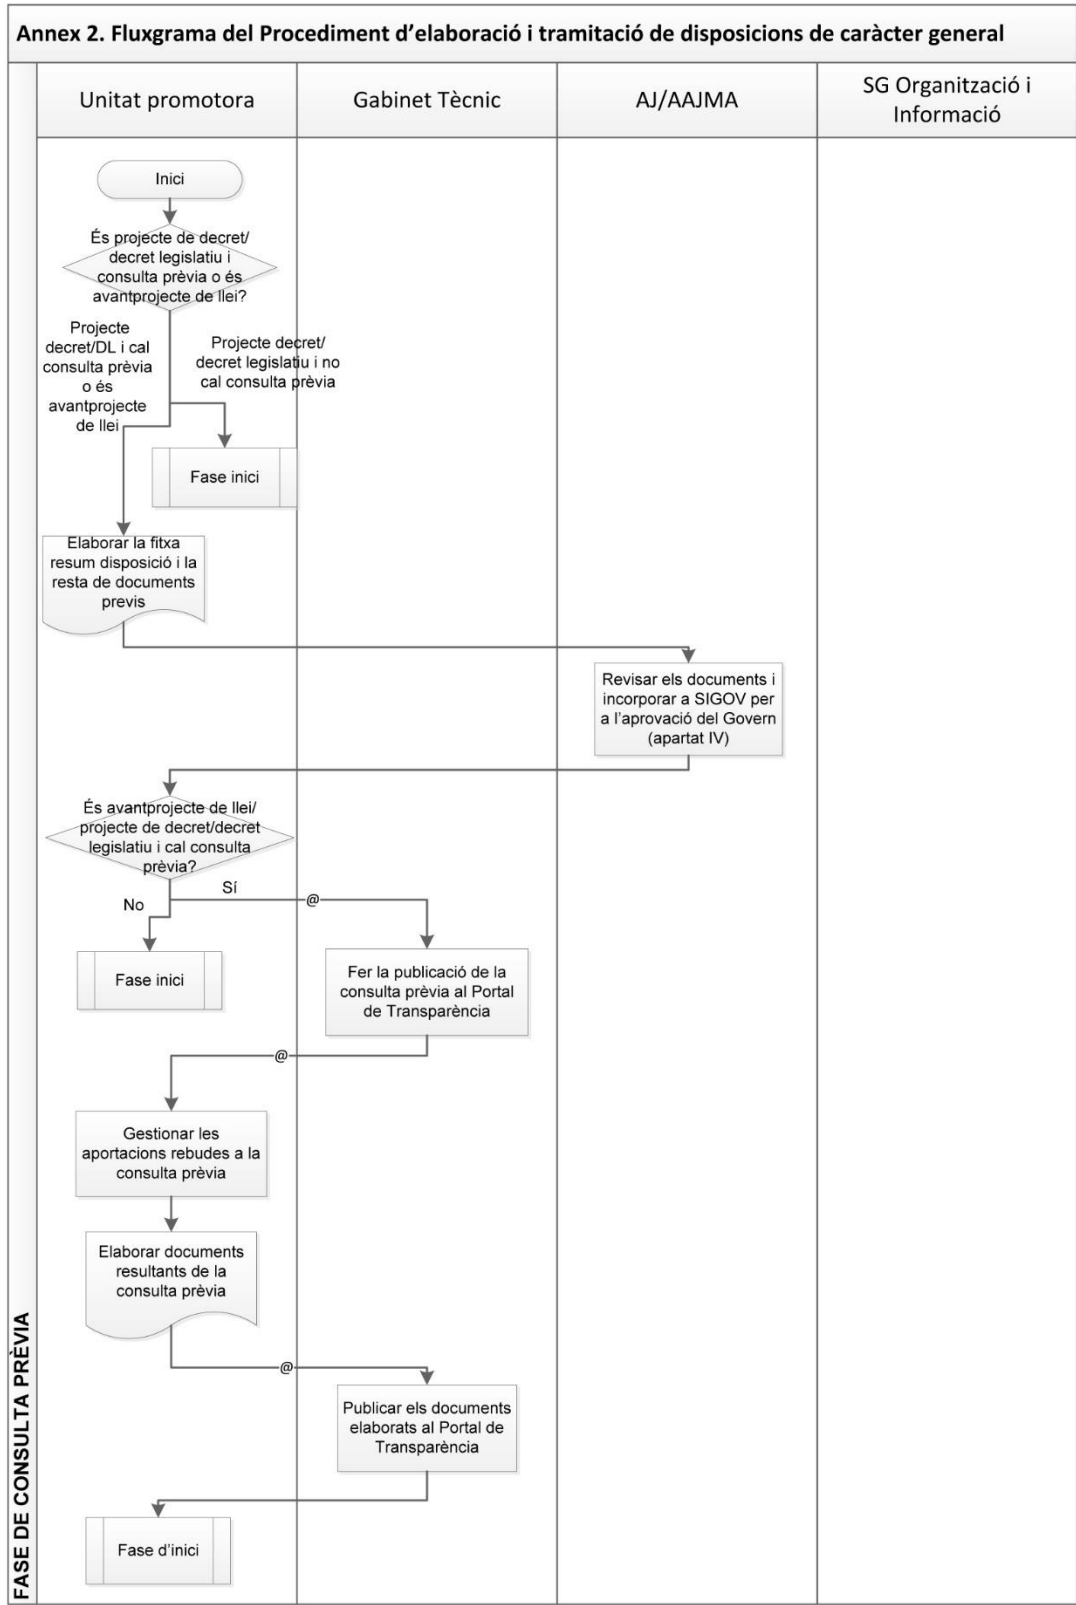 Annex 2. Fluxgrama del Procediment d’elaboració i tramitació de disposicions de caràcter general
Unitat promotora
Gabinet Tècnic
AJ/AAJMA
SG Organització i
Informació
Inici
És projecte de decret/
decret legislatiu i
consulta prèvia o és
avantprojecte de llei?
Projecte
decret/DL i cal
consulta prèvia
o és
avantprojecte
de llei
Projecte decret/
decret legislatiu i no
cal consulta prèvia
Fase inici
Elaborar la fitxa
resum disposició i la
resta de documents
previs
Revisar els documents i
incorporar a SIGOV per
a l’aprovació del Govern
(apartat IV)
És avantprojecte de llei/
projecte de decret/decret
legislatiu i cal consulta
prèvia?
Sí
No
@
Fase inici
Fer la publicació de la
consulta prèvia al Portal
de Transparència
@
Gestionar les
aportacions rebudes a la
consulta prèvia
Elaborar documents
resultants de la
consulta prèvia
@
Publicar els documents
elaborats al Portal de
Transparència
Fase d’inici
FASE DE CONSULTA PRÈVIA